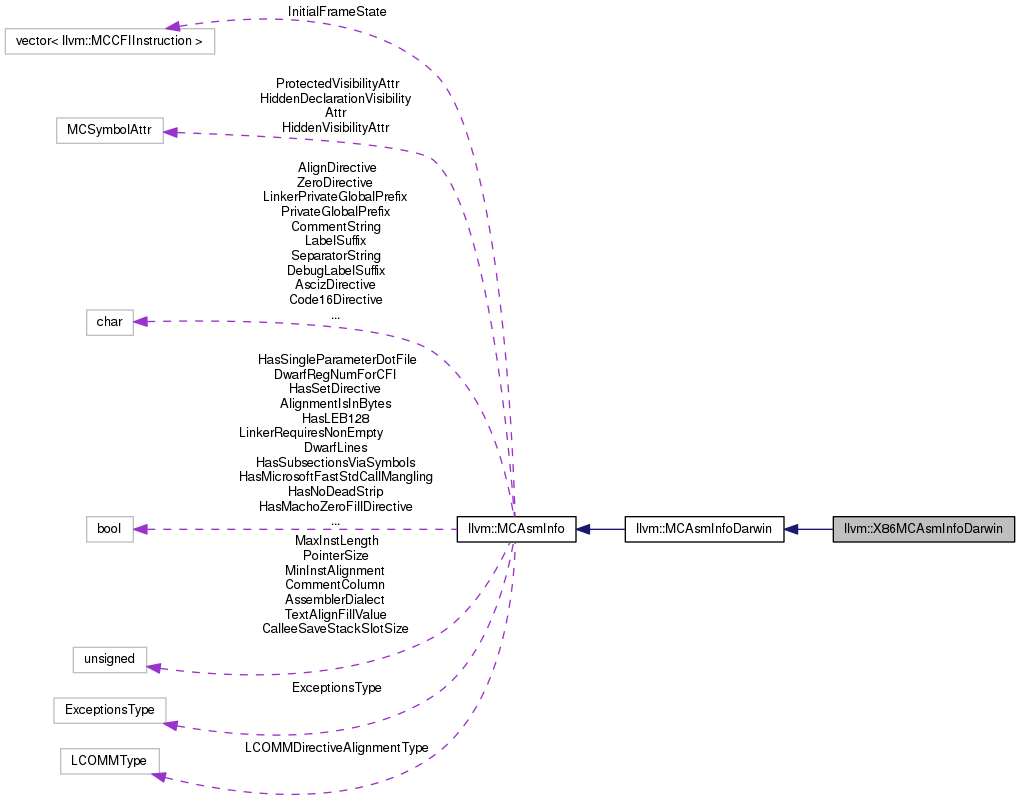 InitialFrameState
vector< llvm::MCCFIInstruction >
ProtectedVisibilityAttr
HiddenDeclarationVisibility
Attr
HiddenVisibilityAttr
MCSymbolAttr
AlignDirective
ZeroDirective
LinkerPrivateGlobalPrefix
PrivateGlobalPrefix
CommentString
LabelSuffix
SeparatorString
DebugLabelSuffix
AscizDirective
Code16Directive
...
char
HasSingleParameterDotFile
DwarfRegNumForCFI
HasSetDirective
AlignmentIsInBytes
HasLEB128
LinkerRequiresNonEmpty
DwarfLines
HasSubsectionsViaSymbols
HasMicrosoftFastStdCallMangling
HasNoDeadStrip
HasMachoZeroFillDirective
...
bool
llvm::MCAsmInfo
llvm::MCAsmInfoDarwin
llvm::X86MCAsmInfoDarwin
MaxInstLength
PointerSize
MinInstAlignment
CommentColumn
AssemblerDialect
TextAlignFillValue
CalleeSaveStackSlotSize
unsigned
ExceptionsType
ExceptionsType
LCOMMDirectiveAlignmentType
LCOMMType